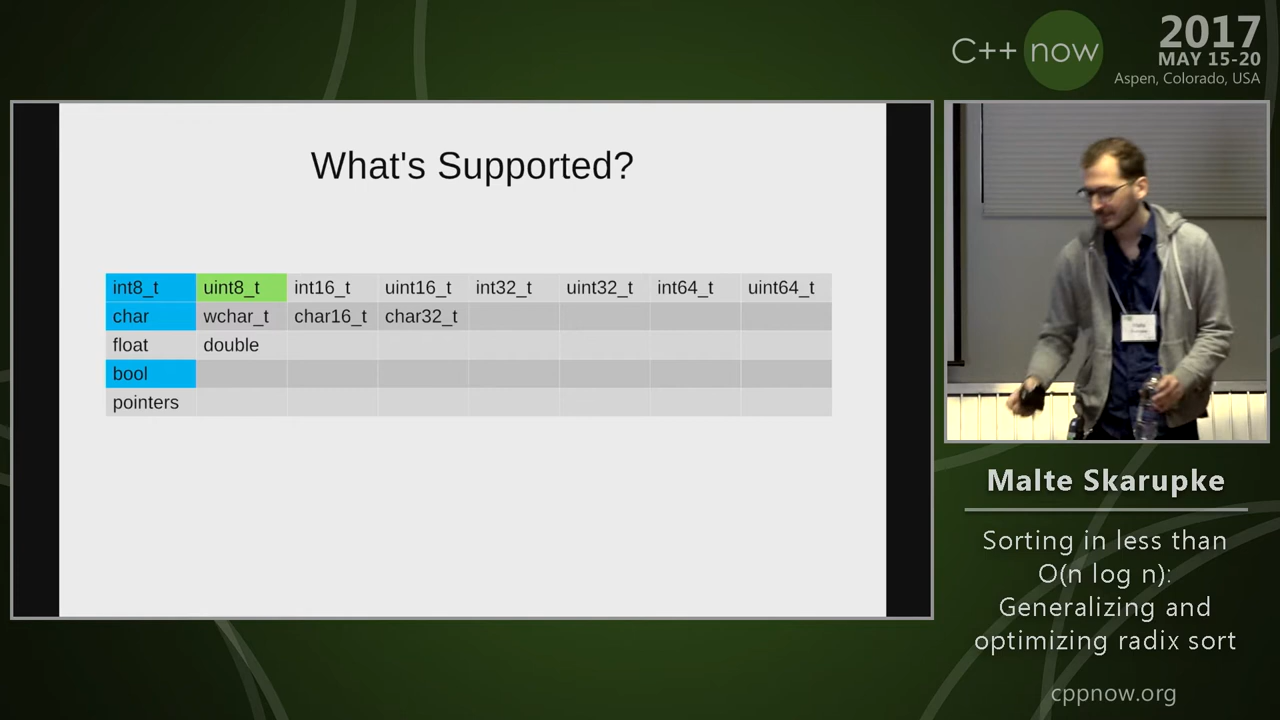 C++ now
2017
MAY 15-20
Aspen, Colorado, USA
What's Supported?
int8_t uint8_t int16_t uint16_t int32_t uint32_t int64_t uint64_t
char wchar_t char16_t char32_t
float double
bool
pointers
Malte Skarupke
Sorting in less than
O(n log n):
Generalizing and
optimizing radix sort
cppnow.org